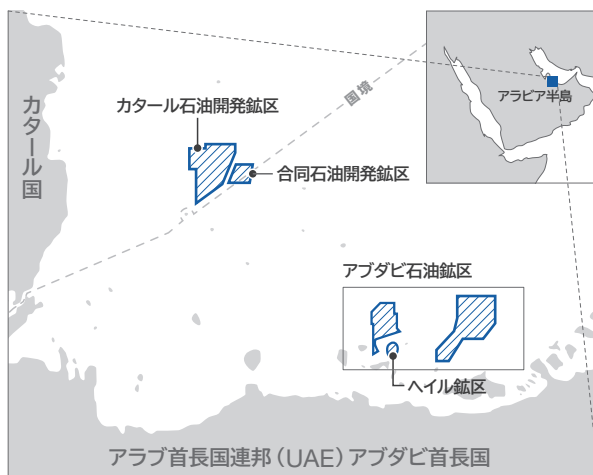 カタール国
カタール石油開発鉱区
国境
アラビア半島
合同石油開発鉱区
アブダビ石油鉱区
ヘイル鉱区
アラブ首長国連邦(UAE)アブダビ首長国